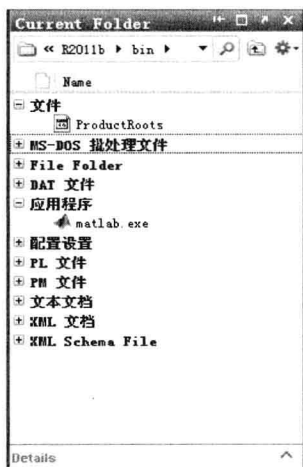 Current Folder
« R2011b ▸ bin ▸
Name
文件
ProductRoots
MS-DOS 批处理文件
File Folder
DAT 文件
应用程序
matlab.exe
配置设置
PL 文件
PM 文件
文本文档
XML 文档
XML Schema File
Details